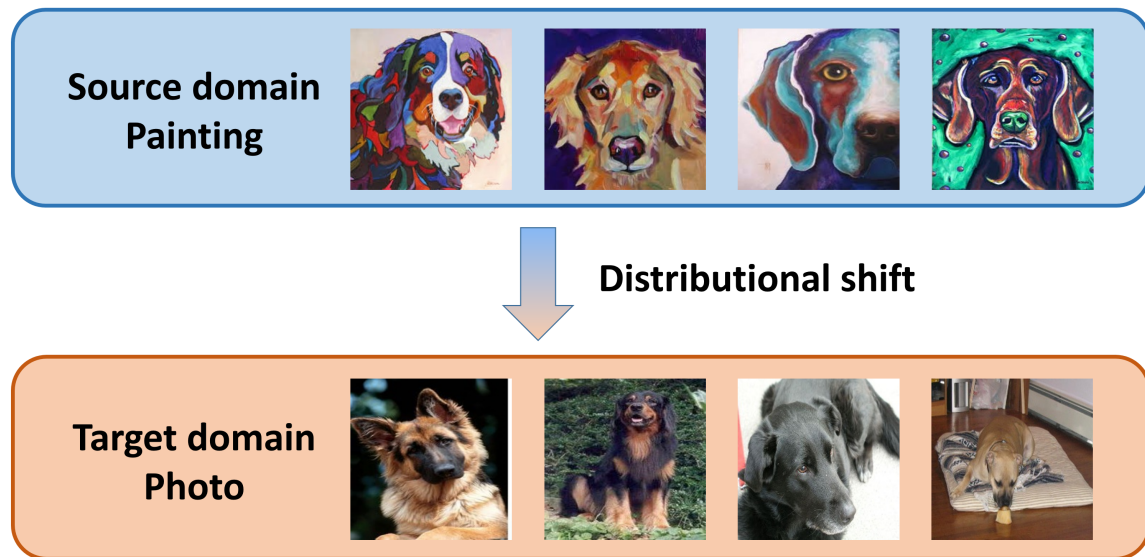 Source domain
Painting
Distributional shift
Target domain
Photo